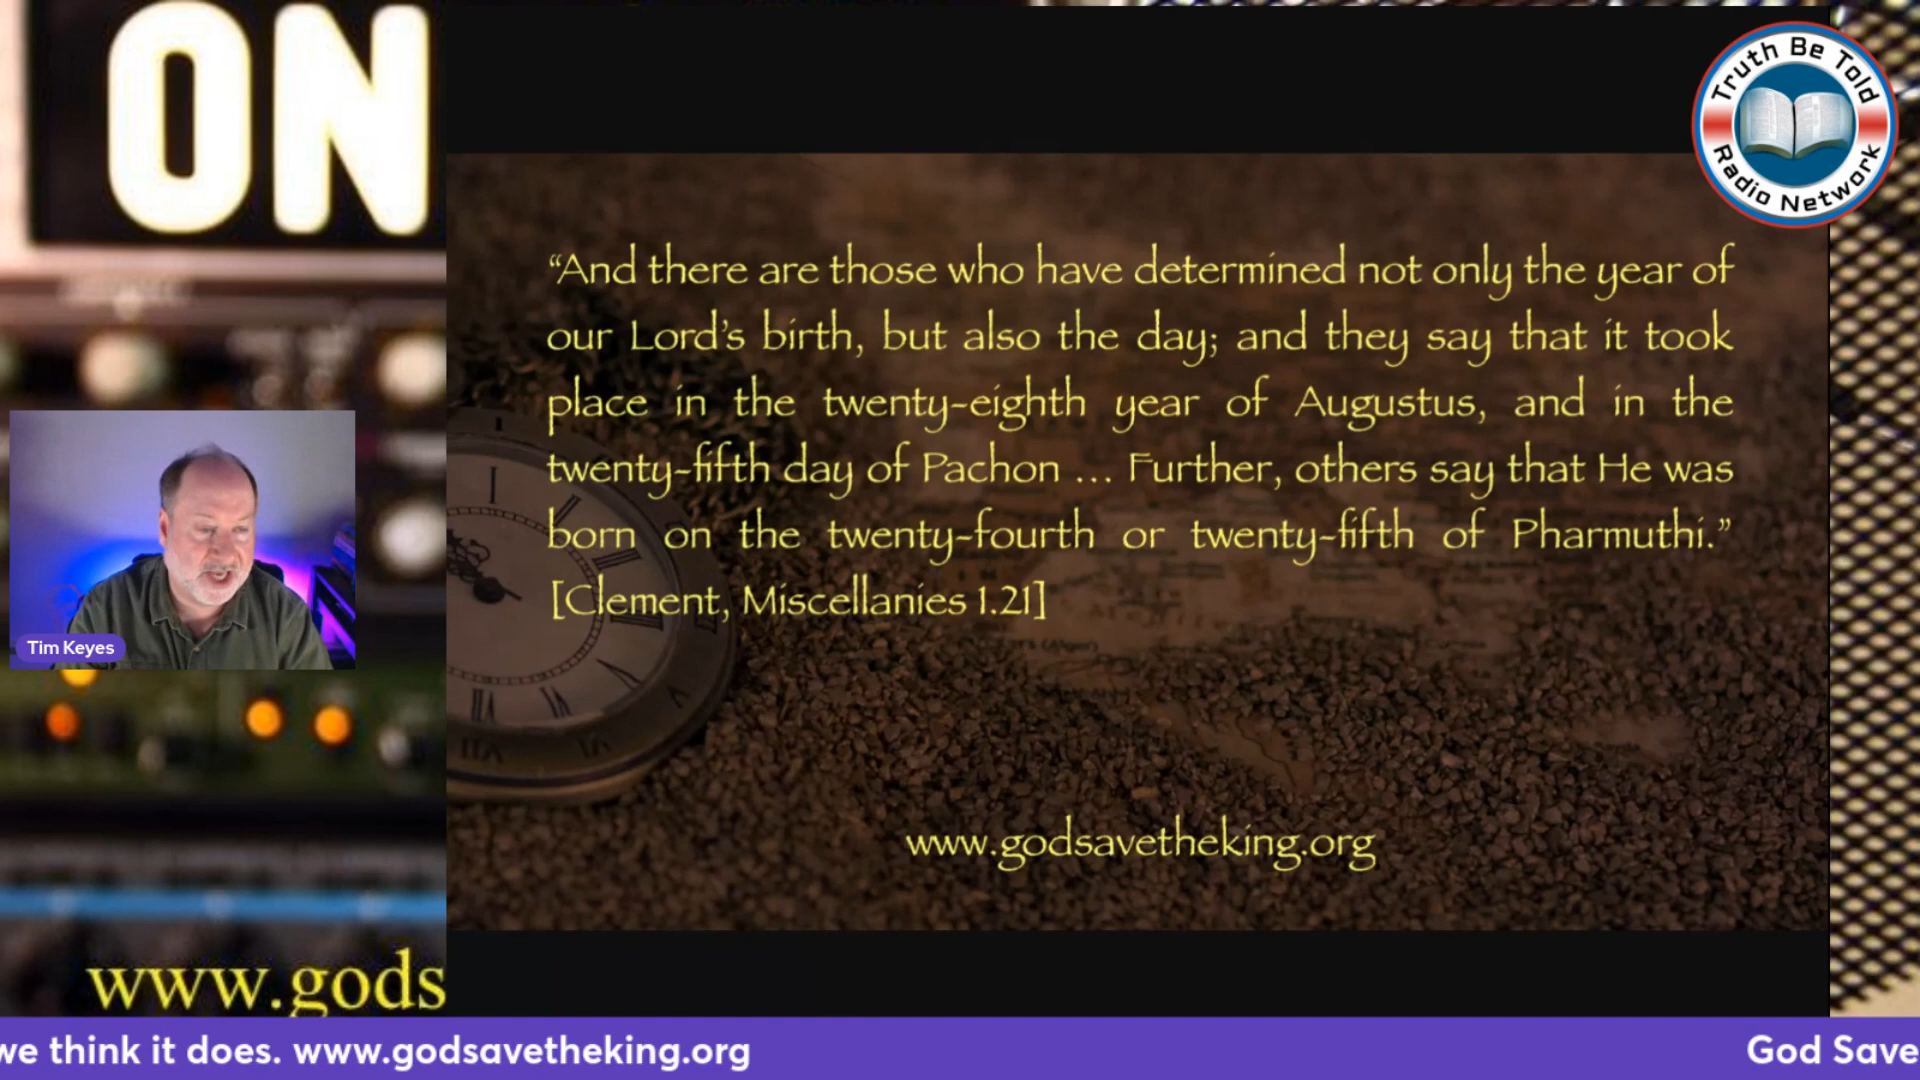 ON
Truth Be Told
Radio Network
“And there are those who have determined not only the year of
our Lord’s birth, but also the day; and they say that it took
place in the twenty-eighth year of Augustus, and in the
twenty-fifth day of Pachon … Further, others say that He was
born on the twenty-fourth or twenty-fifth of Pharmuthi.”
[Clement, Miscellanies 1.21]
Tim Keyes
www.godsavetheking.org
www.gods
we think it does. www.godsavetheking.org
God Save